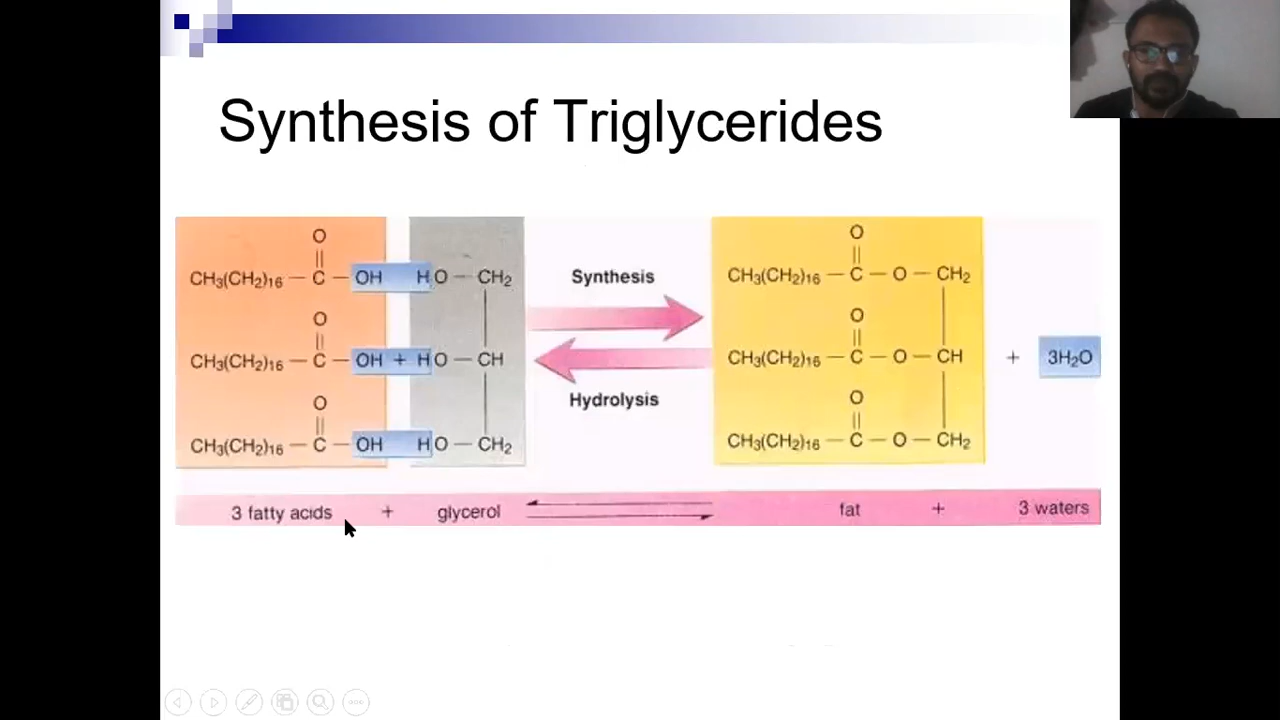 Synthesis of Triglycerides
O
||
CH₃(CH₂)₁₆ — C — OH HO — CH₂
O
||
CH₃(CH₂)₁₆ — C — OH + HO — CH
O
||
CH₃(CH₂)₁₆ — C — OH HO — CH₂
Synthesis
Hydrolysis
O
||
CH₃(CH₂)₁₆ — C — O — CH₂
O
||
CH₃(CH₂)₁₆ — C — O — CH + 3H₂O
O
||
CH₃(CH₂)₁₆ — C — O — CH₂
3 fatty acids + glycerol ⇌ fat + 3 waters